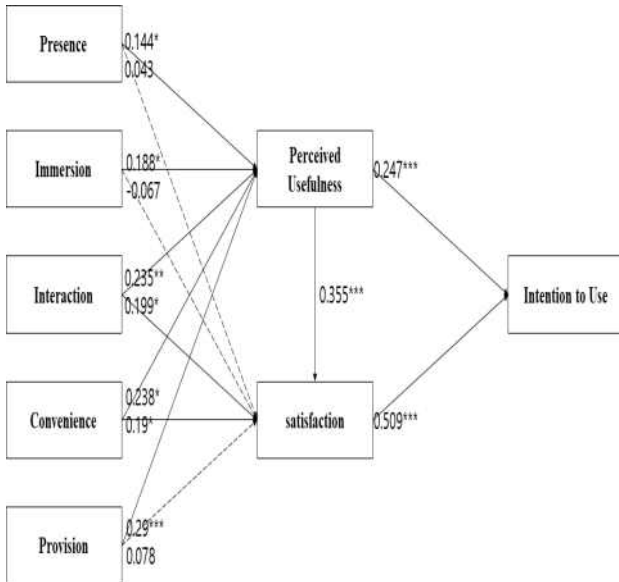 Presence
0.144*
0.043
Immersion
0.188*
-0.067
Perceived
Usefulness
0.247***
Interaction
0.235**
0.199*
0.355***
Intention to Use
Convenience
0.238*
0.19*
satisfaction
0.509***
Provision
0.29***
0.078